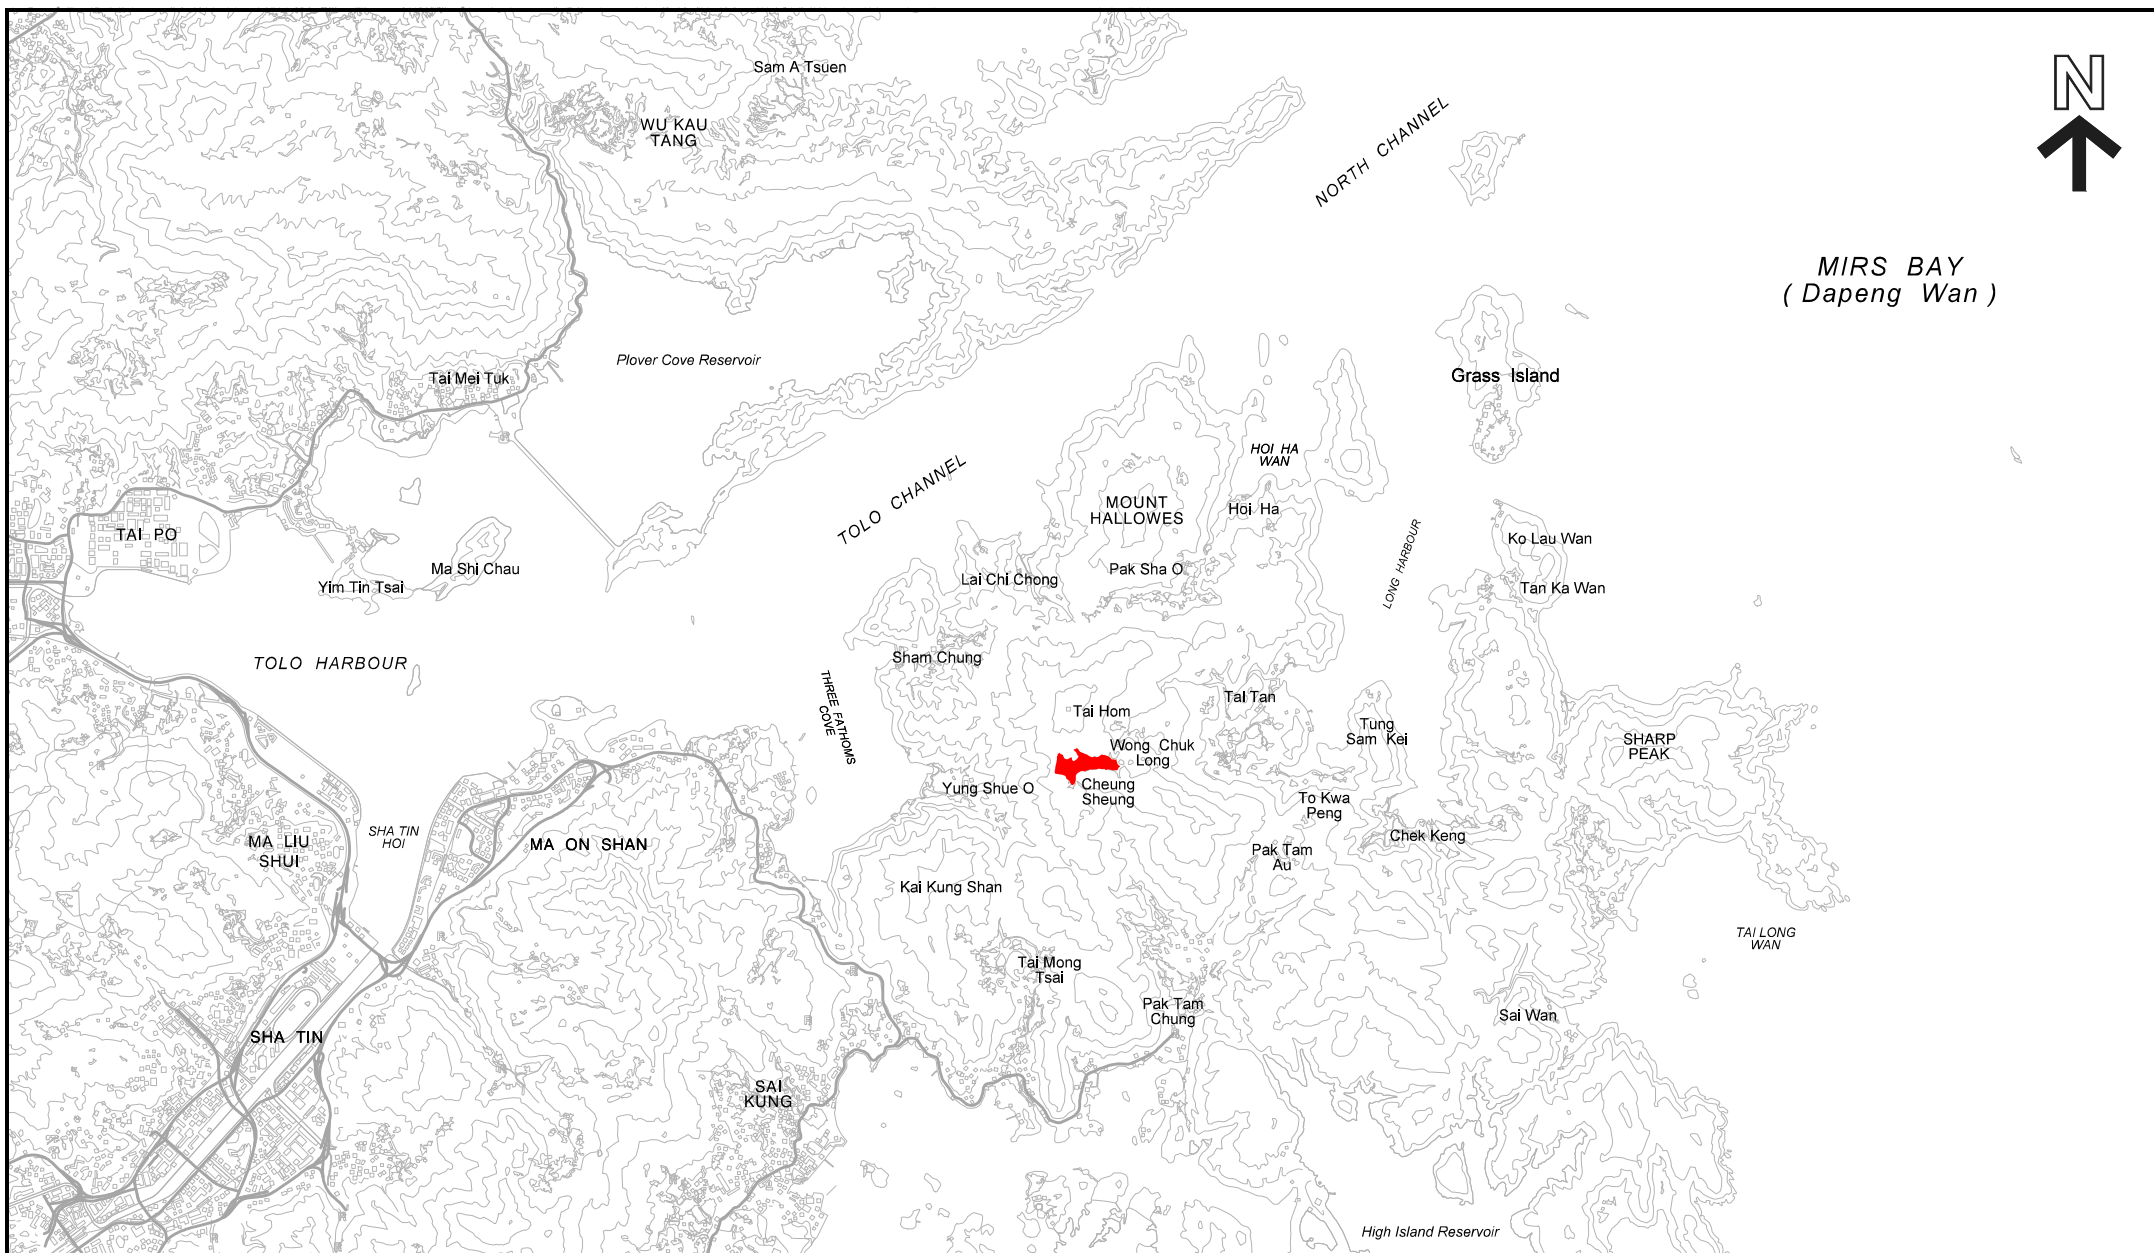 Sam A Tsuen
N
NORTH CHANNEL
WU KAU
TANG
MIRS BAY
( Dapeng Wan )
Plover Cove Reservoir
Tai Mei Tuk
Grass Island
HOI HA
WAN
TOLO CHANNEL
MOUNT
HALLOWES
Hoi Ha
TAI PO
LONG HARBOUR
Ko Lau Wan
Ma Shi Chau
Yim Tin Tsai
Lai Chi Chong
Pak Sha O
Tan Ka Wan
TOLO HARBOUR
Sham Chung
THREE FATHOMS
COVE
Tai Tan
Tai Hom
Tung
Sam Kei
SHARP
PEAK
Wong Chuk
Long
Yung Shue O
Cheung
Sheung
To Kwa
Peng
SHA TIN
HOI
MA LIU
SHUI
MA ON SHAN
Chek Keng
Pak Tam
Au
Kai Kung Shan
TAI LONG
WAN
Tai Mong
Tsai
Pak Tam
Chung
Sai Wan
SHA TIN
SAI
KUNG
High Island Reservoir